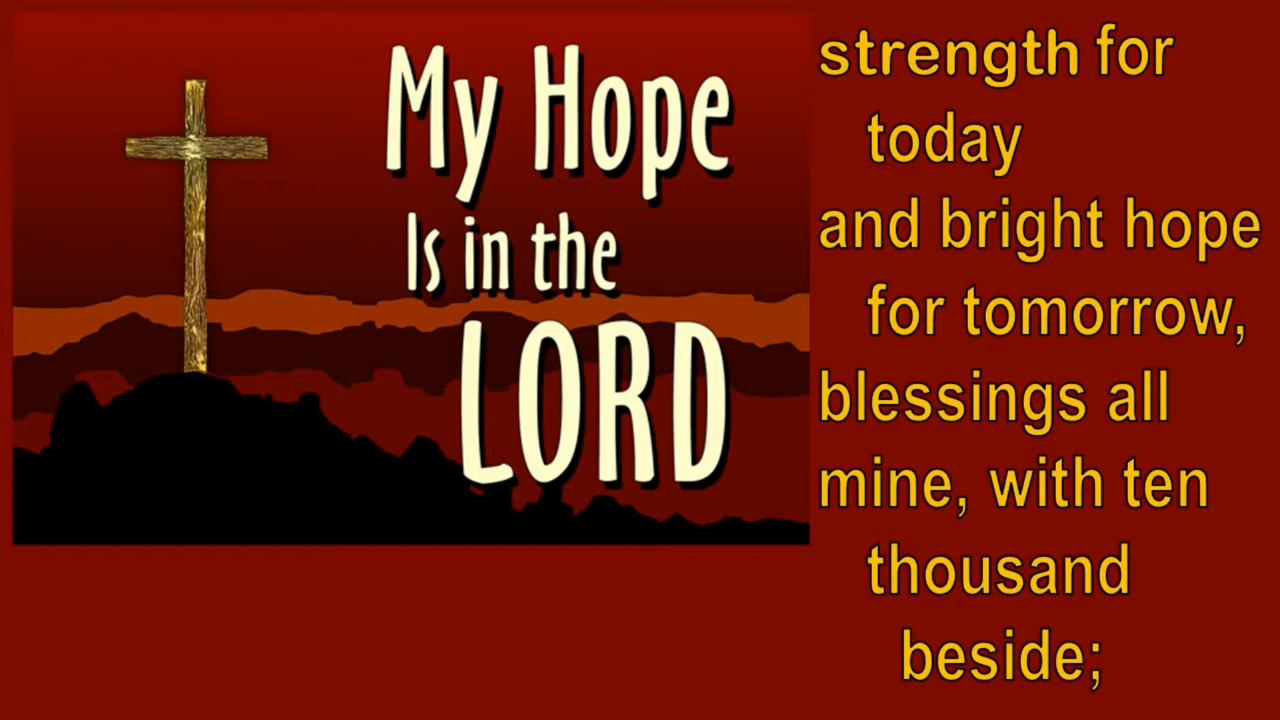 My Hope
Is in the
LORD
strength for
today
and bright hope
for tomorrow,
blessings all
mine, with ten
thousand
beside;